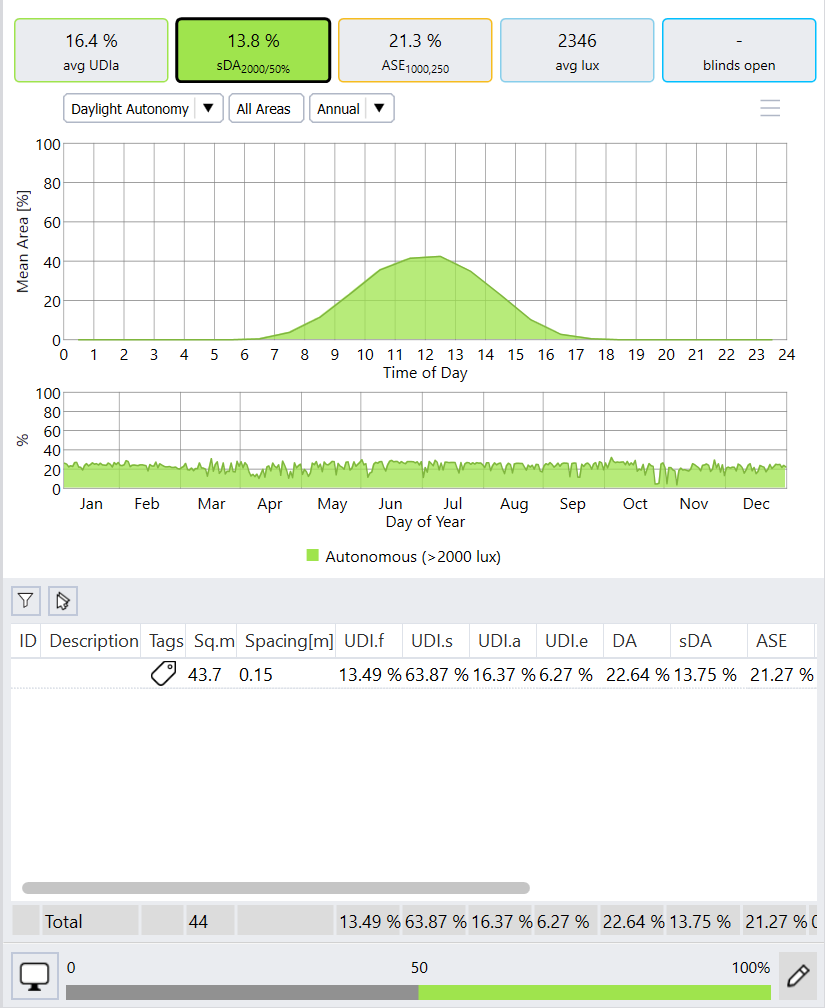 16.4 % 13.8 % 21.3 % 2346 -
avg UDIa sDA2000/50% ASE1000,250 avg lux blinds open
Daylight Autonomy ▼ All Areas Annual ▼
Mean Area [%]
100
80
60
40
20
0
0 1 2 3 4 5 6 7 8 9 10 11 12 13 14 15 16 17 18 19 20 21 22 23 24
Time of Day
%
100
80
60
40
20
0
Jan Feb Mar Apr May Jun Jul Aug Sep Oct Nov Dec
Day of Year
Autonomous (>2000 lux)
ID Description Tags Sq.m Spacing[m] UDI.f UDI.s UDI.a UDI.e DA sDA ASE
43.7 0.15 13.49 % 63.87 % 16.37 % 6.27 % 22.64 % 13.75 % 21.27 %
Total 44 13.49 % 63.87 % 16.37 % 6.27 % 22.64 % 13.75 % 21.27 %
0 50 100%